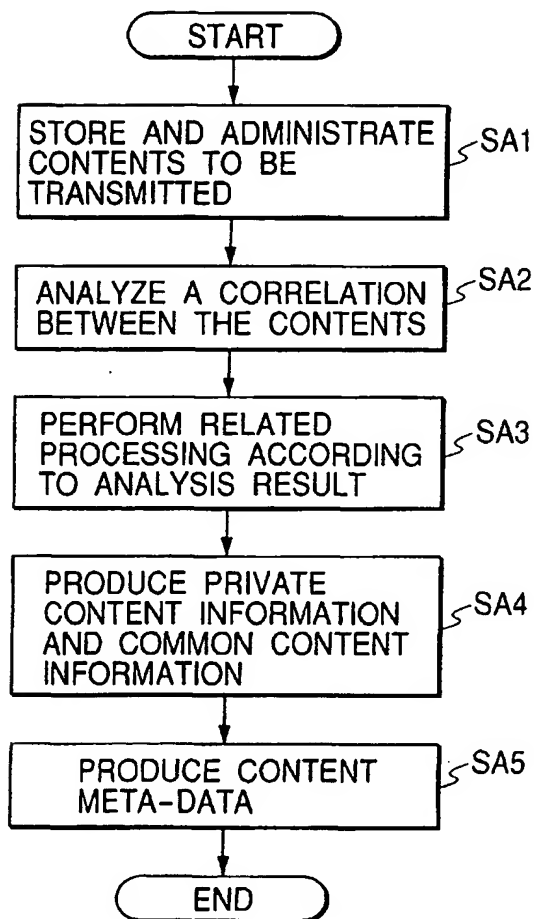 START
STORE AND ADMINISTRATE
CONTENTS TO BE
TRANSMITTED
SA1
ANALYZE A CORRELATION
BETWEEN THE CONTENTS
SA2
PERFORM RELATED
PROCESSING ACCORDING
TO ANALYSIS RESULT
SA3
PRODUCE PRIVATE
CONTENT INFORMATION
AND COMMON CONTENT
INFORMATION
SA4
PRODUCE CONTENT
META-DATA
SA5
END